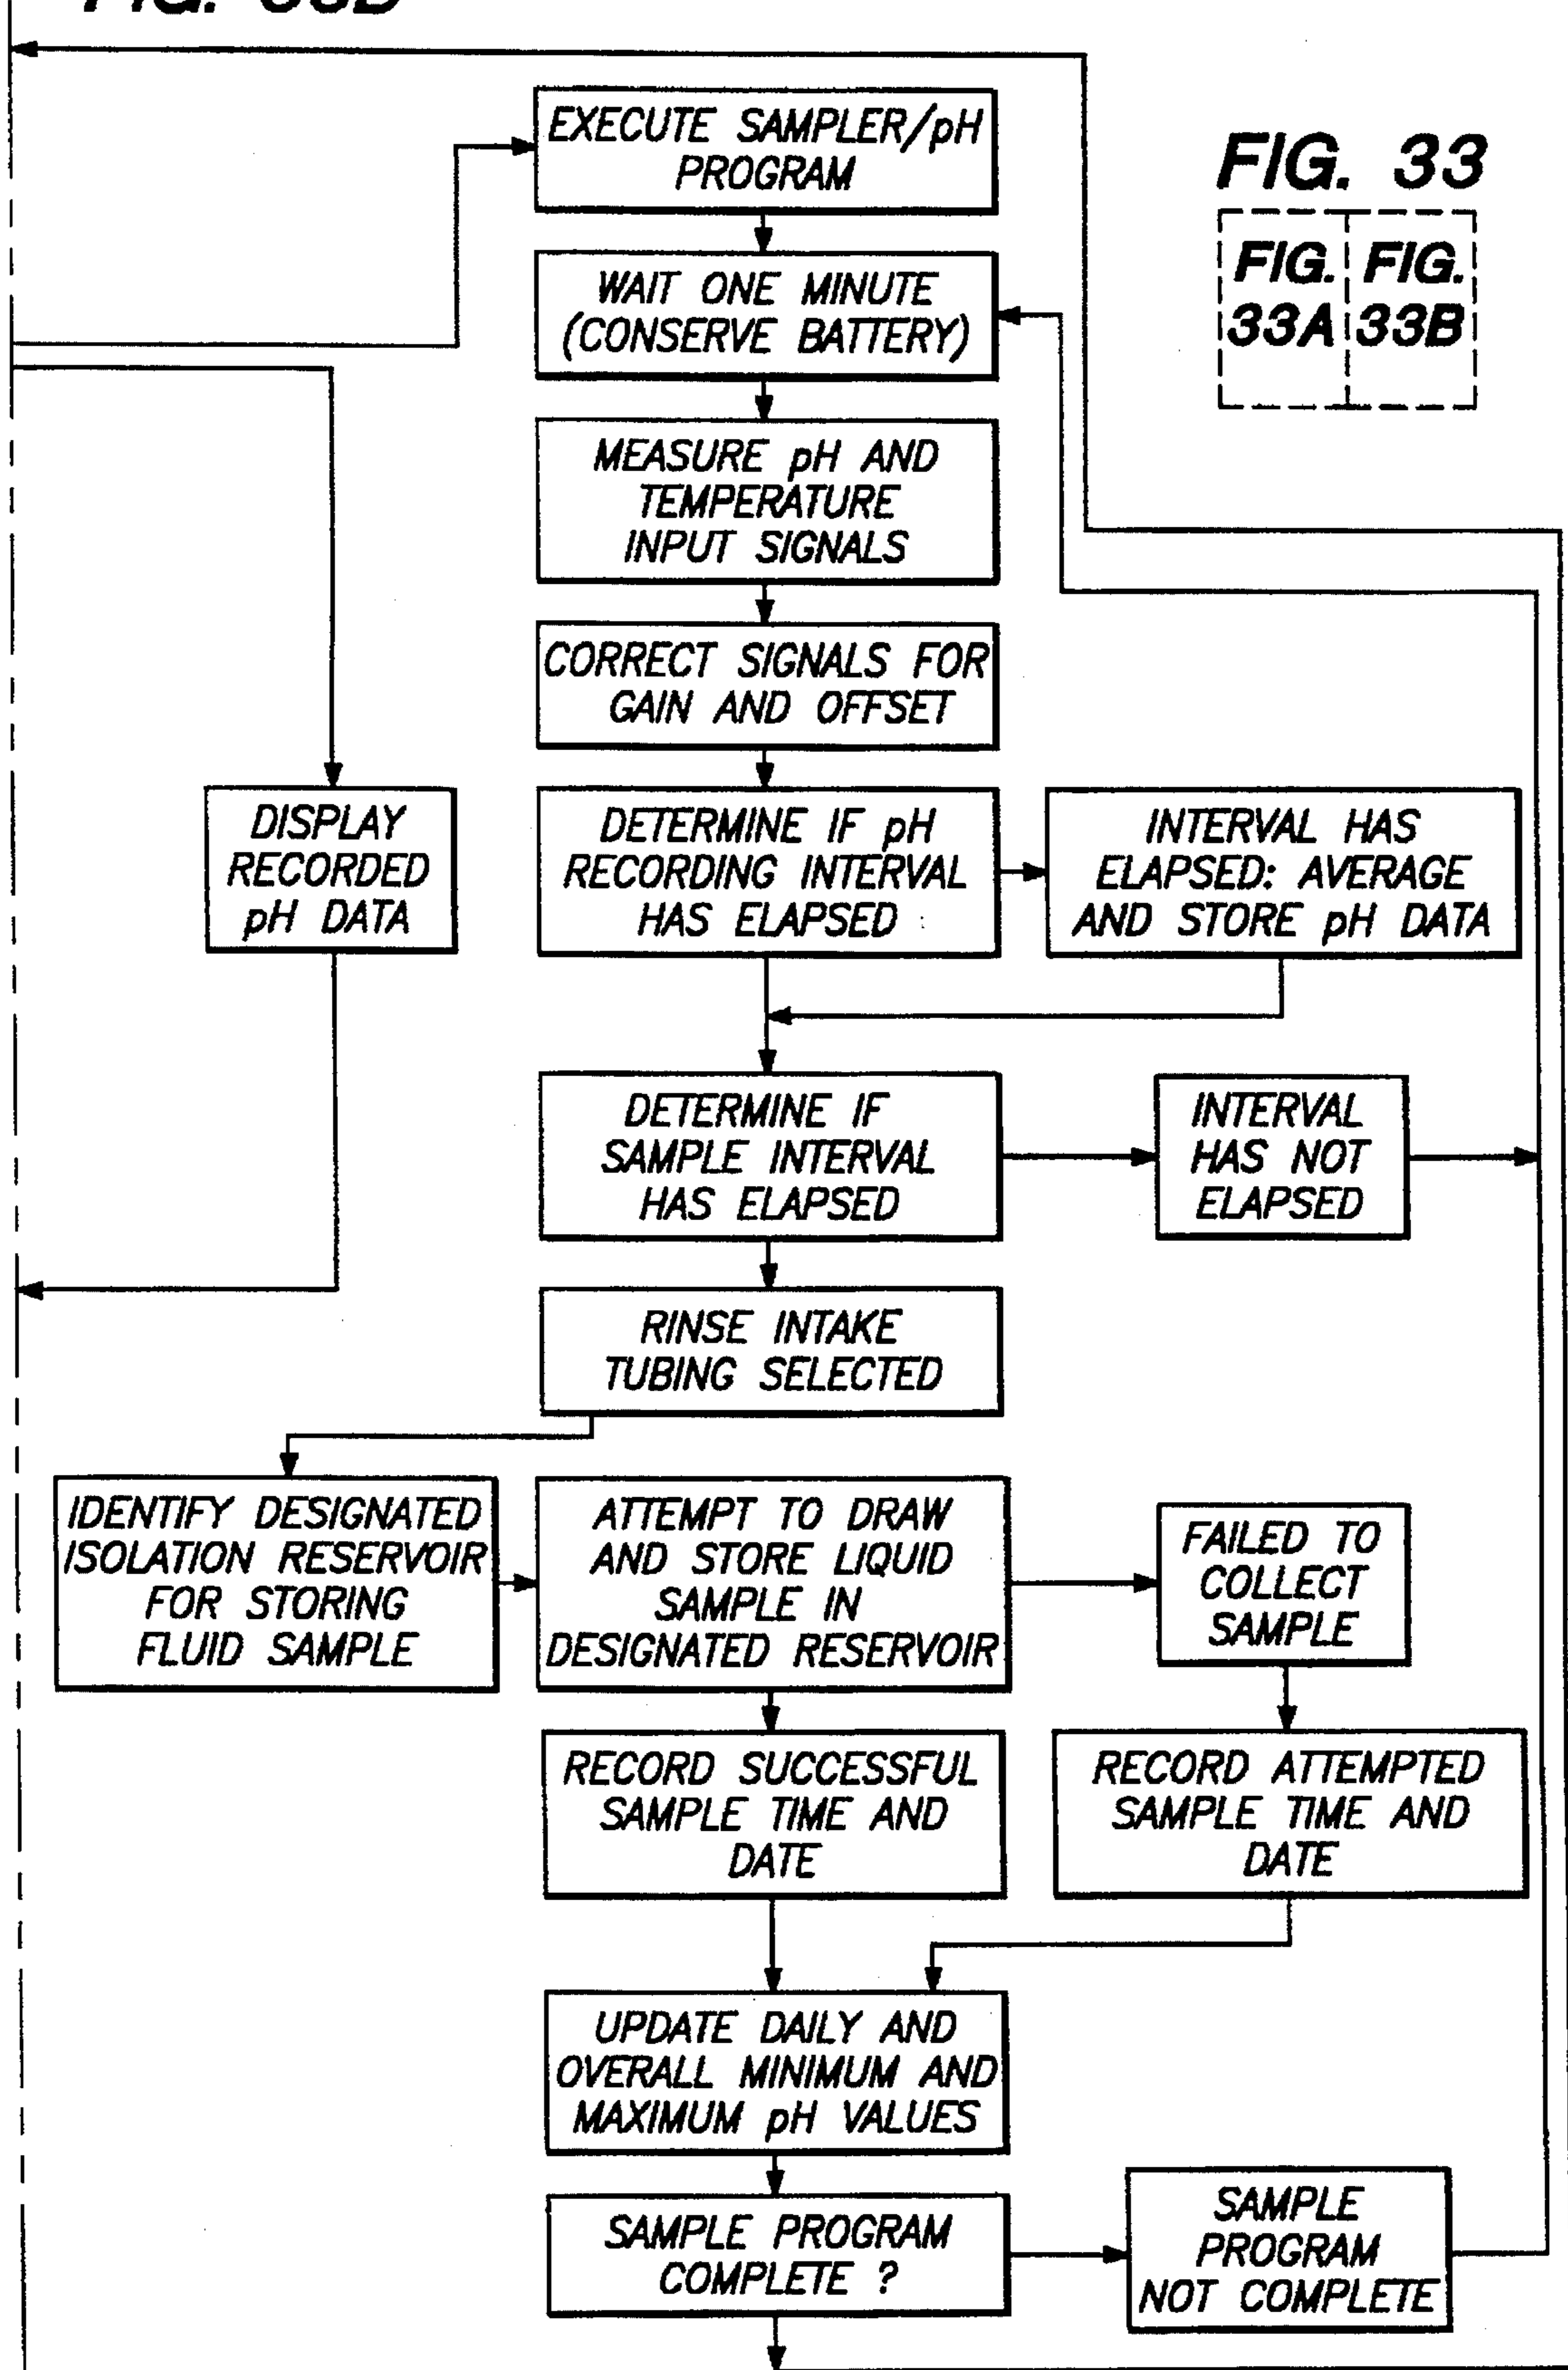 FIG. 33B
EXECUTE SAMPLER/pH
PROGRAM
FIG. 33
FIG.
33A
FIG.
33B
WAIT ONE MINUTE
(CONSERVE BATTERY)
MEASURE pH AND
TEMPERATURE
INPUT SIGNALS
CORRECT SIGNALS FOR
GAIN AND OFFSET
DISPLAY
RECORDED
pH DATA
DETERMINE IF pH
RECORDING INTERVAL
HAS ELAPSED
INTERVAL HAS
ELAPSED: AVERAGE
AND STORE pH DATA
DETERMINE IF
SAMPLE INTERVAL
HAS ELAPSED
INTERVAL
HAS NOT
ELAPSED
RINSE INTAKE
TUBING SELECTED
IDENTIFY DESIGNATED
ISOLATION RESERVOIR
FOR STORING
FLUID SAMPLE
ATTEMPT TO DRAW
AND STORE LIQUID
SAMPLE IN
DESIGNATED RESERVOIR
FAILED TO
COLLECT
SAMPLE
RECORD SUCCESSFUL
SAMPLE TIME AND
DATE
RECORD ATTEMPTED
SAMPLE TIME AND
DATE
UPDATE DAILY AND
OVERALL MINIMUM AND
MAXIMUM pH VALUES
SAMPLE PROGRAM
COMPLETE ?
SAMPLE
PROGRAM
NOT COMPLETE